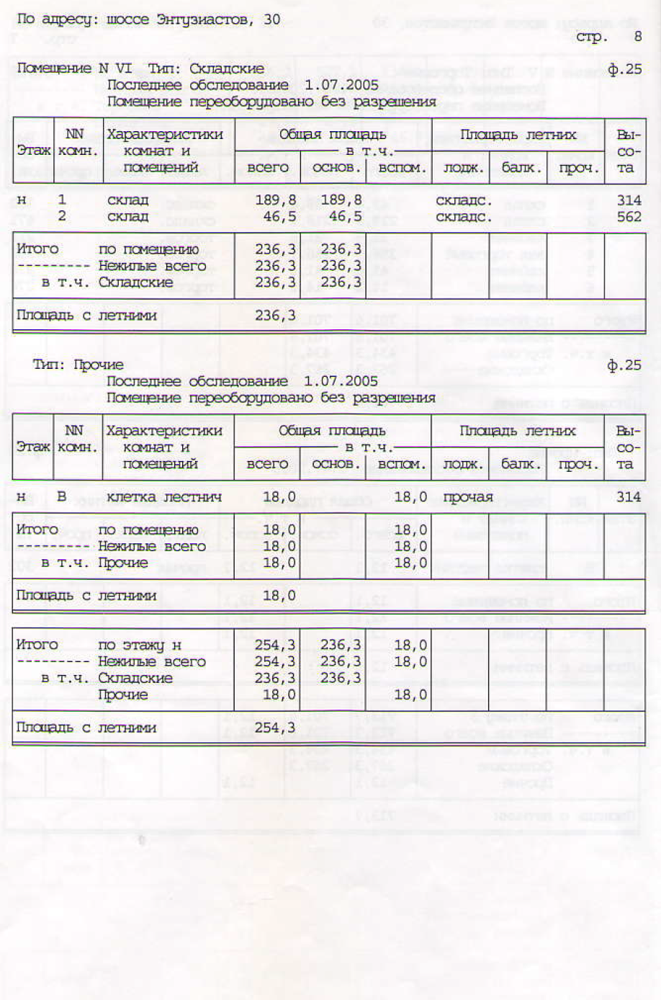 По адресу: шоссе Энтузиастов, 30
стр. 8
Помещение N VI Тип: Складские ф.25
Последнее обследование 1.07.2005
Помещение переоборудовано без разрешения
NN Характеристики Общая площадь Площадь летних Вы-
Этаж комн. комнат и в т.ч. со-
помещений всего основ. вспом. лодж. балк. проч. та
н 1 склад 189,8 189,8 складс. 314
2 склад 46,5 46,5 складс. 562
Итого по помещению 236,3 236,3
--------- Нежилые всего 236,3 236,3
в т.ч. Складские 236,3 236,3
Площадь с летними 236,3
Тип: Прочие ф.25
Последнее обследование 1.07.2005
Помещение переоборудовано без разрешения
NN Характеристики Общая площадь Площадь летних Вы-
Этаж комн. комнат и в т.ч. со-
помещений всего основ. вспом. лодж. балк. проч. та
н В клетка лестнич 18,0 18,0 прочая 314
Итого по помещению 18,0 18,0
--------- Нежилые всего 18,0 18,0
в т.ч. Прочие 18,0 18,0
Площадь с летними 18,0
Итого по этажу н 254,3 236,3 18,0
--------- Нежилые всего 254,3 236,3 18,0
в т.ч. Складские 236,3 236,3
Прочие 18,0 18,0
Площадь с летними 254,3